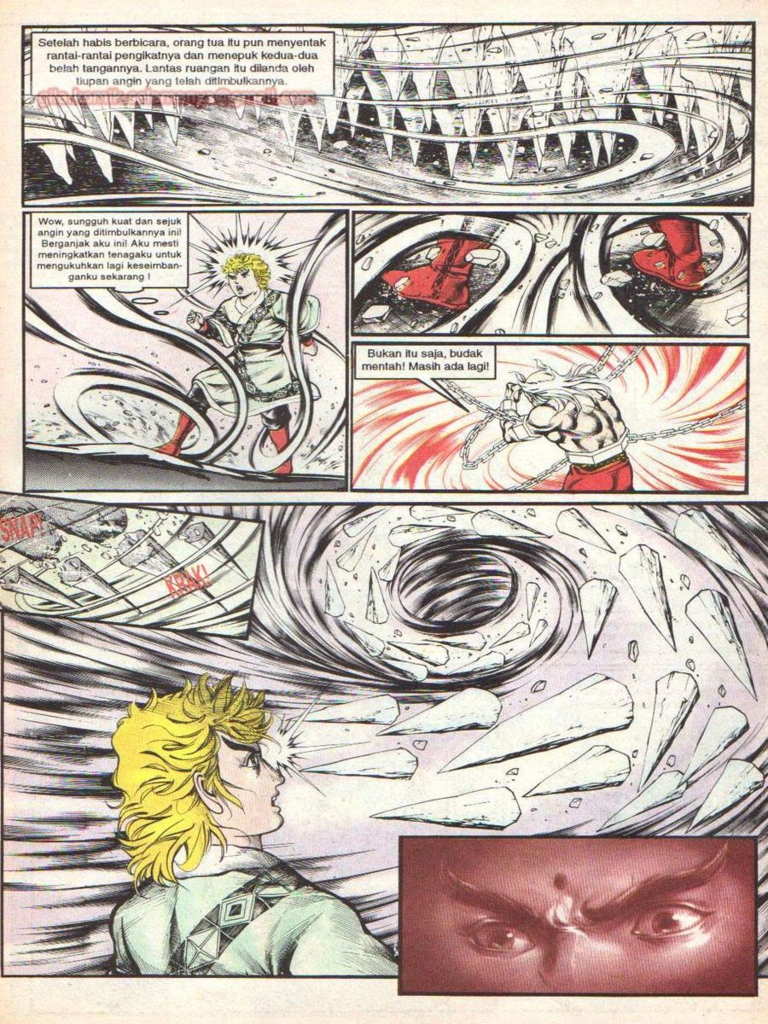 Setelah habis berbicara, orang tua itu pun menyentak
rantai-rantai pengikatnya dan menepuk kedua-dua
belah tangannya. Lantas ruangan itu dilanda oleh
tiupan angin yang telah ditimbulkannya.
Wow, sungguh kuat dan sejuk
angin yang ditimbulkannya ini!
Berganjak aku ini! Aku mesti
meningkatkan tenagaku untuk
mengukuhkan lagi keseimban-
ganku sekarang !
Bukan itu saja, budak
mentah! Masih ada lagi!
SNAP!
KRAK!